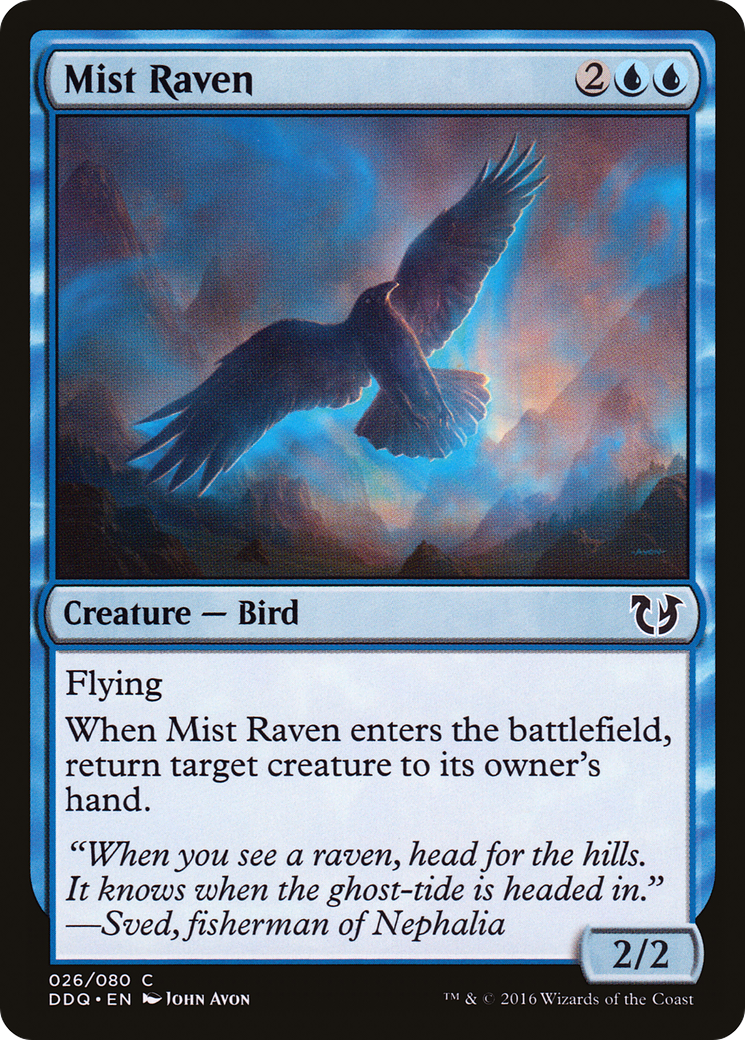 Mist Raven 2
-AVON-
Creature — Bird
Flying
When Mist Raven enters the battlefield,
return target creature to its owner's
hand.
“When you see a raven, head for the hills.
It knows when the ghost-tide is headed in.”
—Sved, fisherman of Nephalia
2/2
026/080 C
DDQ • EN John Avon
™ & © 2016 Wizards of the Coast